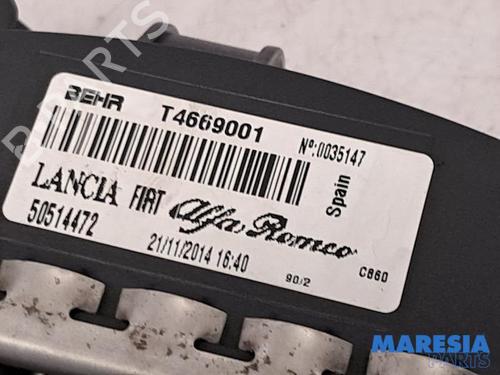 BEHR T4669001 Nº:0035147
Spain
LANCIA FIAT Alfa Romeo
50514472
21/11/2014 16:40
90/2
C860
MARESIA
PARTS